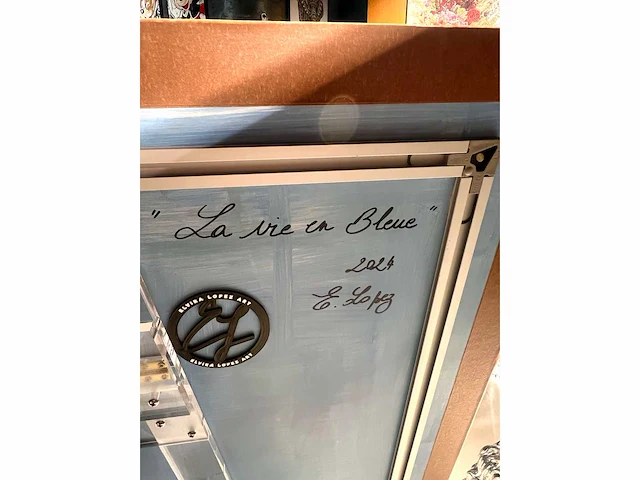 "La vie en Bleue"
2024
E. Lopez
ELVIRA LOPEZ ART
EL
ELVIRA LOPEZ ART